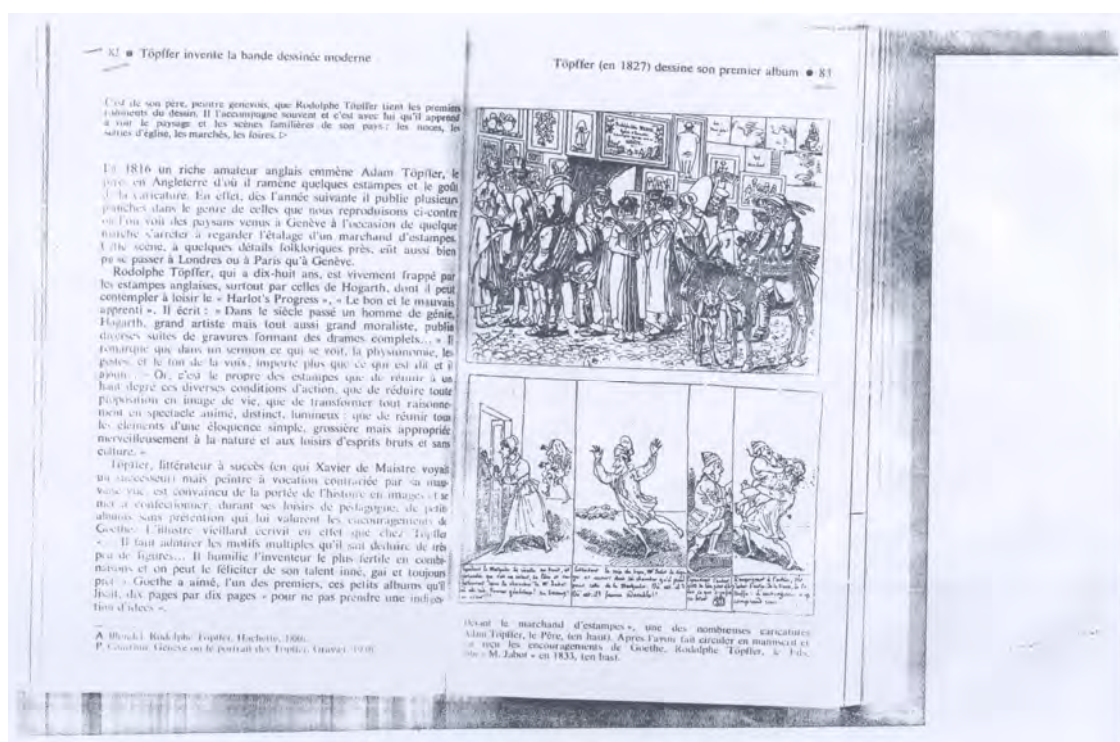 82 ■ Töpffer invente la bande dessinée moderne
C'est de son père, peintre genevois, que Rodolphe Töpffer tient les premiers
du dessin. Il l'accompagne souvent et c'est avec lui qu'il apprend
à voir le paysage et les scènes familières de son pays : les noces, les
sorties d'église, les marchés, les foires. ▷
En 1816 un riche amateur anglais emmène Adam Töpffer, le
père, en Angleterre d'où il ramène quelques estampes et le goût
de la caricature. En effet, dès l'année suivante il publie plusieurs
planches dans le genre de celles que nous reproduisons ci-contre
où l'on voit des paysans venus à Genève à l'occasion de quelque
marché s'arrêter à regarder l'étalage d'un marchand d'estampes.
Cette scène, à quelques détails folkloriques près, eût aussi bien
pu se passer à Londres ou à Paris qu'à Genève.
Rodolphe Töpffer, qui a dix-huit ans, est vivement frappé par
les estampes anglaises, surtout par celles de Hogarth, dont il peut
contempler à loisir le « Harlot's Progress », « Le bon et le mauvais
apprenti ». Il écrit : « Dans le siècle passé un homme de génie,
Hogarth, grand artiste mais tout aussi grand moraliste, publia
diverses suites de gravures formant des drames complets... » Il
remarque que dans un sermon ce qui se voit, la physionomie, les
gestes, et le ton de la voix, importe plus que ce qui est dit et il
ajoute : « Or, c'est le propre des estampes que de réunir à un
haut degré ces diverses conditions d'action, que de réduire toute
proposition en image de vie, que de transformer tout raisonne-
ment en spectacle animé, distinct, lumineux ; que de réunir tous
les éléments d'une éloquence simple, grossière mais appropriée
merveilleusement à la nature et aux loisirs d'esprits bruts et sans
culture. »
Töpffer, littérateur à succès (en qui Xavier de Maistre voyait
un successeur) mais peintre à vocation contrariée par sa mau-
vaise vue, est convaincu de la portée de l'histoire en images et se
met à confectionner, durant ses loisirs de pédagogue, de petits
albums sans prétention qui lui valurent les encouragements de
Goethe. L'illustre vieillard écrivait en effet que chez Töpffer
« ... Il faut admirer les motifs multiples qu'il sait déduire de très
peu de figures... Il humilie l'inventeur le plus fertile en combi-
naisons et on peut le féliciter de son talent inné, gai et toujours
prêt ». Goethe a aimé, l'un des premiers, ces petits albums qu'il
lisait, dix pages par dix pages « pour ne pas prendre une indiges-
tion d'idées ».
A. Blondel, Rodolphe Töpffer, Hachette, 1886.
P. Genève ou le portrait des Töpffer, Grasset,
Töpffer (en 1827) dessine son premier album ● 83
Devant le marchand d'estampes », une des nombreuses caricatures
Adam Töpffer, le Père, (en haut). Après l'avoir fait circuler en manuscrit et
reçu les encouragements de Goethe, Rodolphe Töpffer, le Fils,
« M. Jabot » en 1833, (en bas).